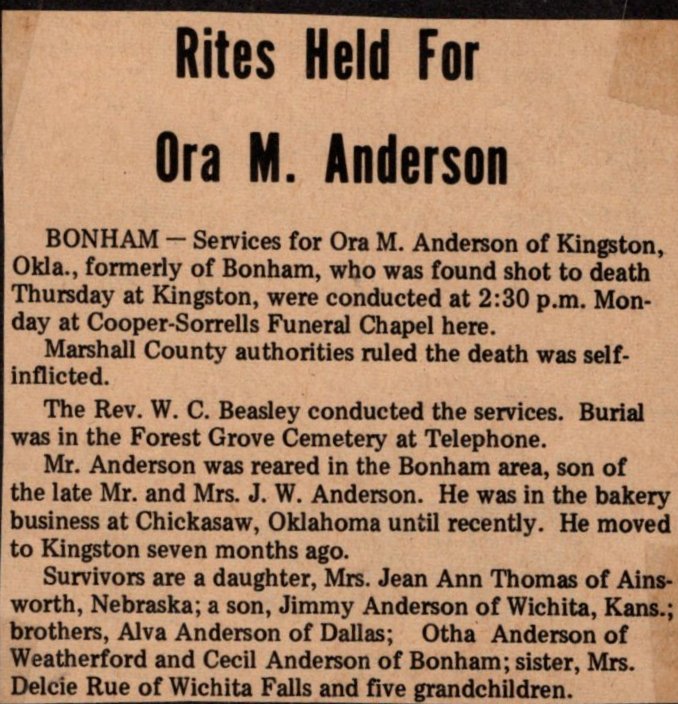 Rites Held For
Ora M. Anderson
BONHAM — Services for Ora M. Anderson of Kingston,
Okla., formerly of Bonham, who was found shot to death
Thursday at Kingston, were conducted at 2:30 p.m. Mon-
day at Cooper-Sorrells Funeral Chapel here.
Marshall County authorities ruled the death was self-
inflicted.
The Rev. W. C. Beasley conducted the services. Burial
was in the Forest Grove Cemetery at Telephone.
Mr. Anderson was reared in the Bonham area, son of
the late Mr. and Mrs. J. W. Anderson. He was in the bakery
business at Chickasaw, Oklahoma until recently. He moved
to Kingston seven months ago.
Survivors are a daughter, Mrs. Jean Ann Thomas of Ains-
worth, Nebraska; a son, Jimmy Anderson of Wichita, Kans.;
brothers, Alva Anderson of Dallas; Otha Anderson of
Weatherford and Cecil Anderson of Bonham; sister, Mrs.
Delcie Rue of Wichita Falls and five grandchildren.